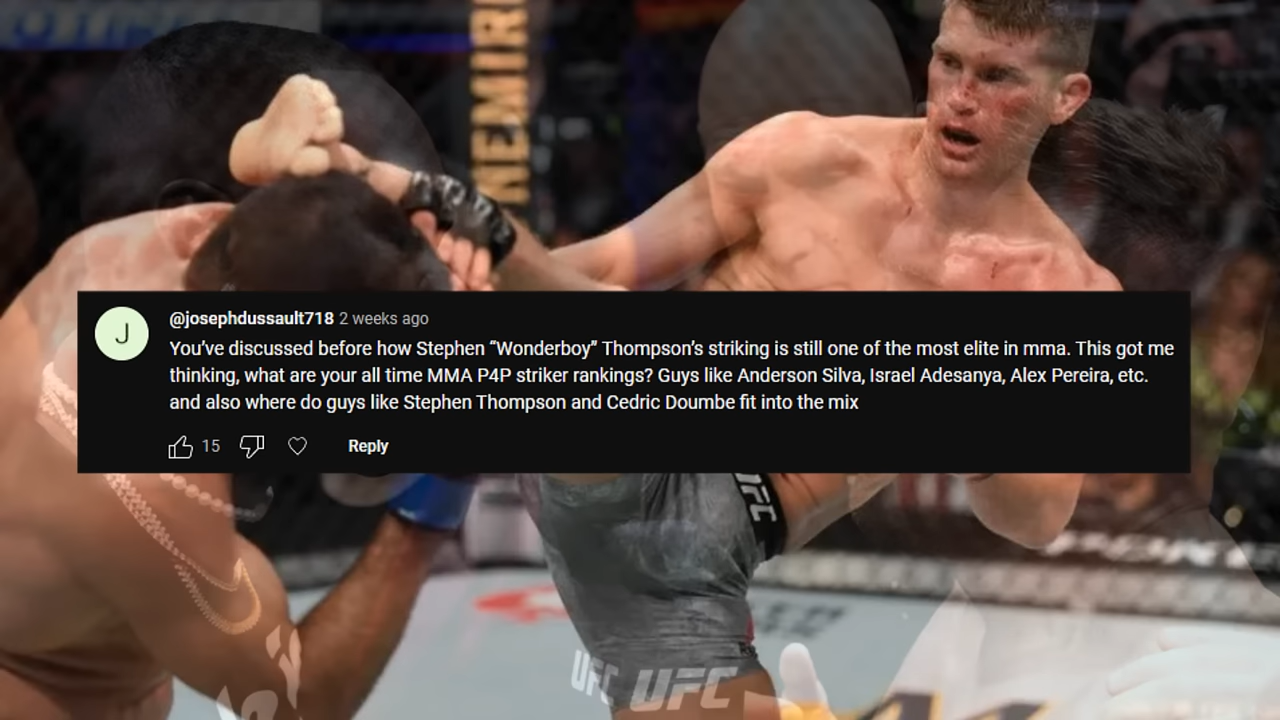 NEMIR
J
@josephdussault718 2 weeks ago
You’ve discussed before how Stephen “Wonderboy” Thompson’s striking is still one of the most elite in mma. This got me
thinking, what are your all time MMA P4P striker rankings? Guys like Anderson Silva, Israel Adesanya, Alex Pereira, etc.
and also where do guys like Stephen Thompson and Cedric Doumbe fit into the mix
15
Reply
UFC
UFC UFC